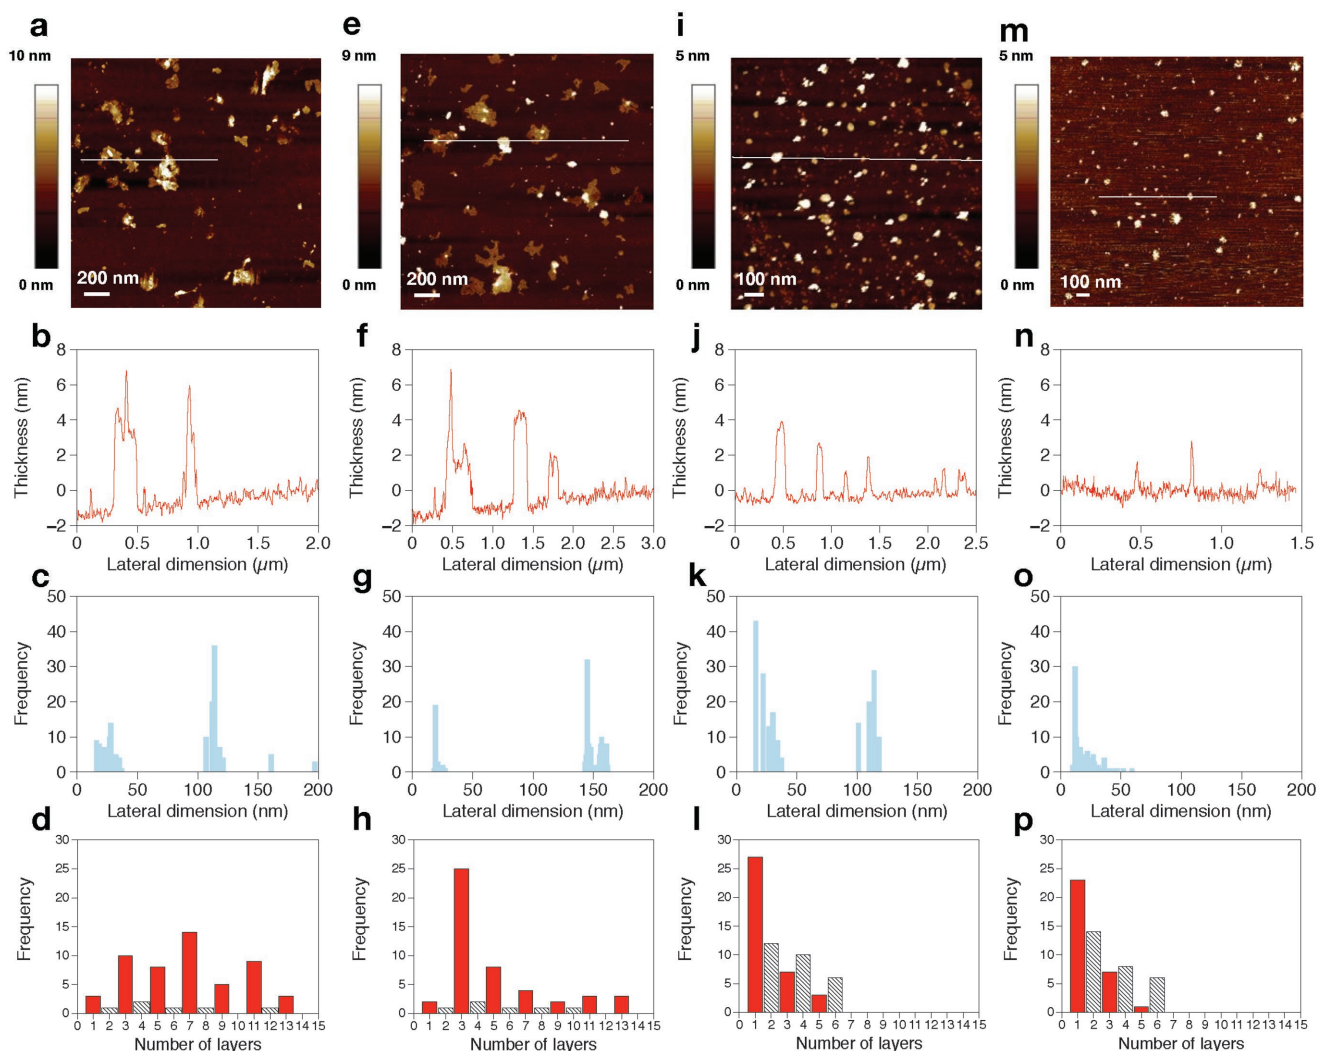 a
e
i
m
10 nm
9 nm
5 nm
5 nm
0 nm
200 nm
0 nm
200 nm
0 nm
100 nm
0 nm
100 nm
b
f
j
n
Thickness (nm)
8
6
4
2
0
−2
0 0.5 1.0 1.5 2.0
Lateral dimension (µm)
Thickness (nm)
8
6
4
2
0
−2
0 0.5 1.0 1.5 2.0 2.5 3.0
Lateral dimension (µm)
Thickness (nm)
8
6
4
2
0
−2
0 0.5 1.0 1.5 2.0 2.5
Lateral dimension (µm)
Thickness (nm)
8
6
4
2
0
−2
0 0.5 1.0 1.5
Lateral dimension (µm)
c
g
k
o
Frequency
50
40
30
20
10
0
0 50 100 150 200
Lateral dimension (nm)
Frequency
50
40
30
20
10
0
0 50 100 150 200
Lateral dimension (nm)
Frequency
50
40
30
20
10
0
0 50 100 150 200
Lateral dimension (nm)
Frequency
50
40
30
20
10
0
0 50 100 150 200
Lateral dimension (nm)
d
h
l
p
Frequency
30
25
20
15
10
5
0
0 1 2 3 4 5 6 7 8 9 10 11 12 13 14 15
Number of layers
Frequency
30
25
20
15
10
5
0
0 1 2 3 4 5 6 7 8 9 10 11 12 13 14 15
Number of layers
Frequency
30
25
20
15
10
5
0
0 1 2 3 4 5 6 7 8 9 10 11 12 13 14 15
Number of layers
Frequency
30
25
20
15
10
5
0
0 1 2 3 4 5 6 7 8 9 10 11 12 13 14 15
Number of layers